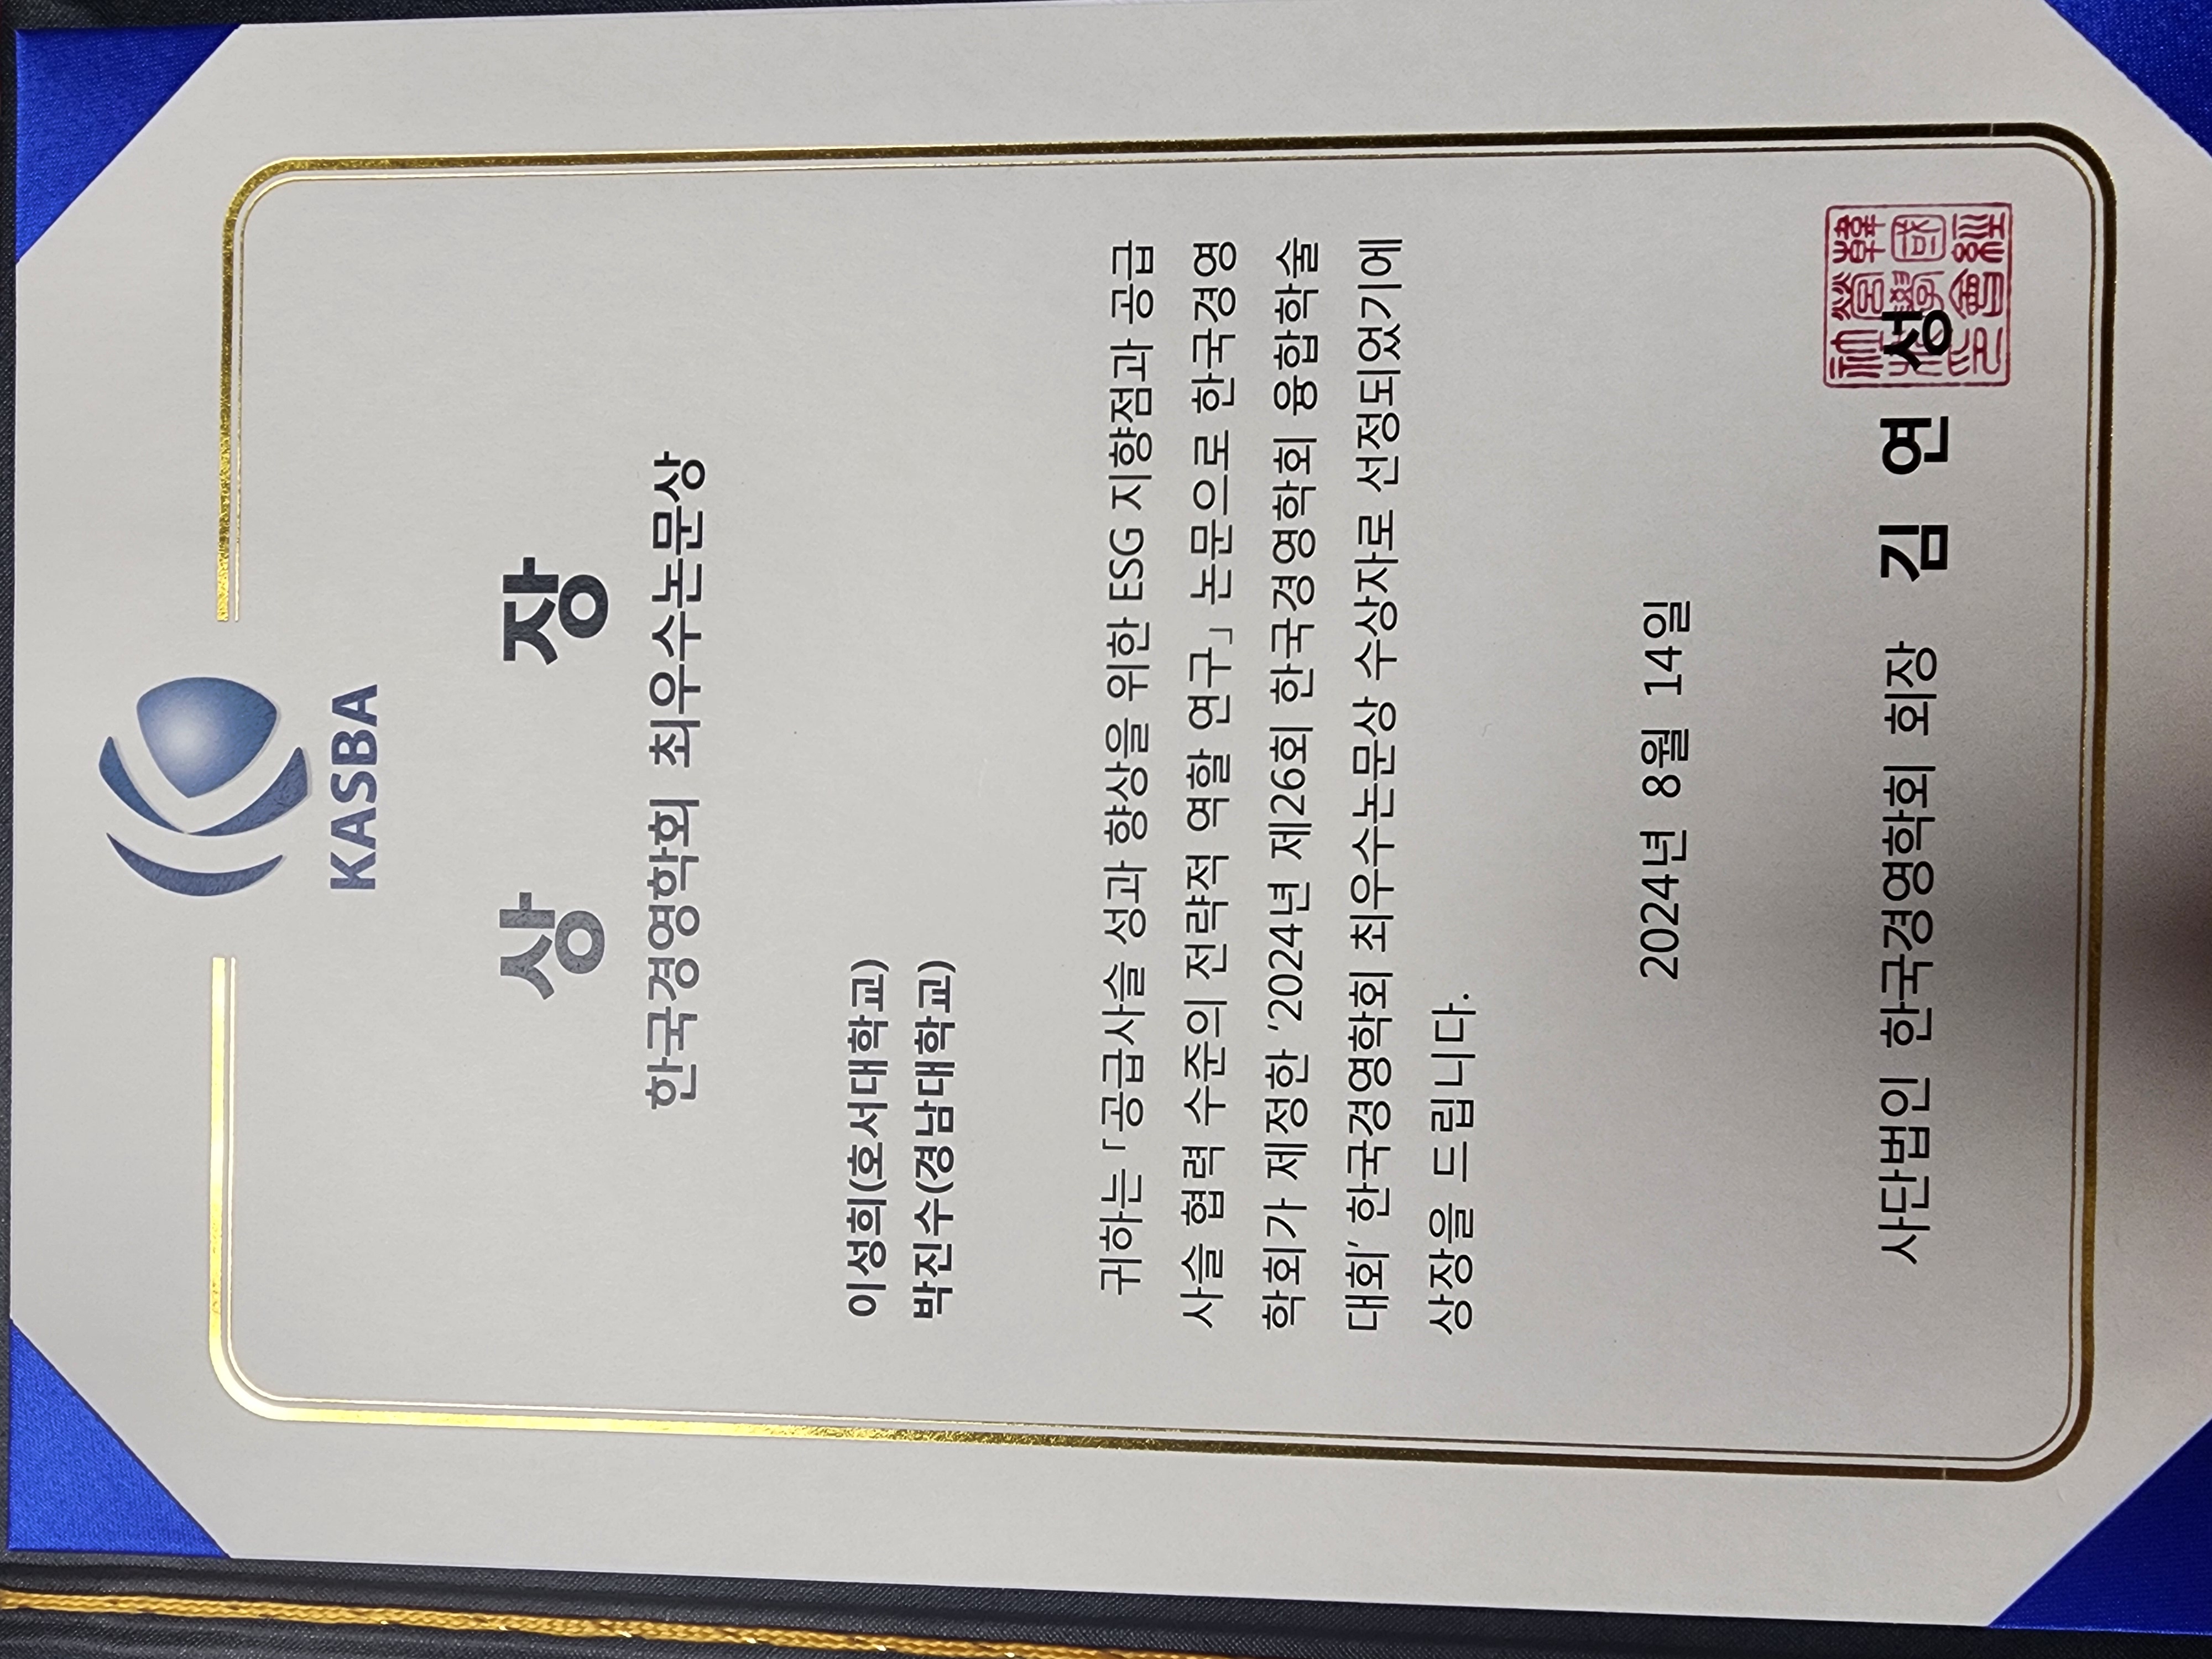 KASBA
상 장
한국경영학회 최우수논문상
이성희(호서대학교)
박진수(경남대학교)
귀하는 「공급사슬 성과 향상을 위한 ESG 지향점과 공급
사슬 협력 수준의 전략적 역할 연구」 논문으로 한국경영
학회가 제정한 '2024년 제26회 한국경영학회 융합학술
대회' 한국경영학회 최우수논문상 수상자로 선정되었기에
상장을 드립니다.
2024년 8월 14일
사단법인 한국경영학회 회장 김 연 성